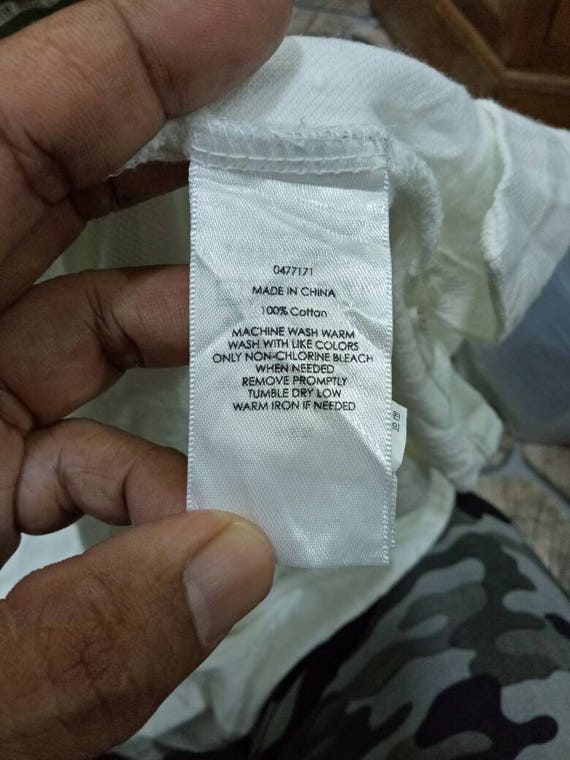 0477171
MADE IN CHINA
100% Cotton
MACHINE WASH WARM
WASH WITH LIKE COLORS
ONLY NON-CHLORINE BLEACH
WHEN NEEDED
REMOVE PROMPTLY
TUMBLE DRY LOW
WARM IRON IF NEEDED